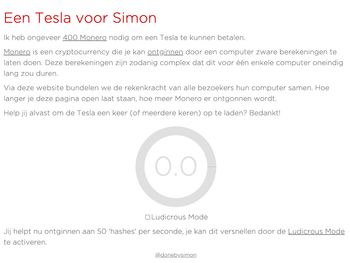 Een Tesla voor Simon
Ik heb ongeveer 400 Monero nodig om een Tesla te kunnen betalen.
Monero is een cryptocurrency die je kan ontginnen door een computer zware berekeningen te
laten doen. Deze berekeningen zijn zodanig complex dat dit voor één enkele computer oneindig
lang zou duren.
Via deze website bundelen we de rekenkracht van alle bezoekers hun computer samen. Hoe
langer je deze pagina open laat staan, hoe meer Monero er ontgonnen wordt.
Help jij alvast om de Tesla een keer (of meerdere keren) op te laden? Bedankt!
0.0
Ludicrous Mode
Jij helpt nu ontginnen aan 50 'hashes' per seconde, je kan dit versnellen door de Ludicrous Mode
te activeren.
@donebysimon